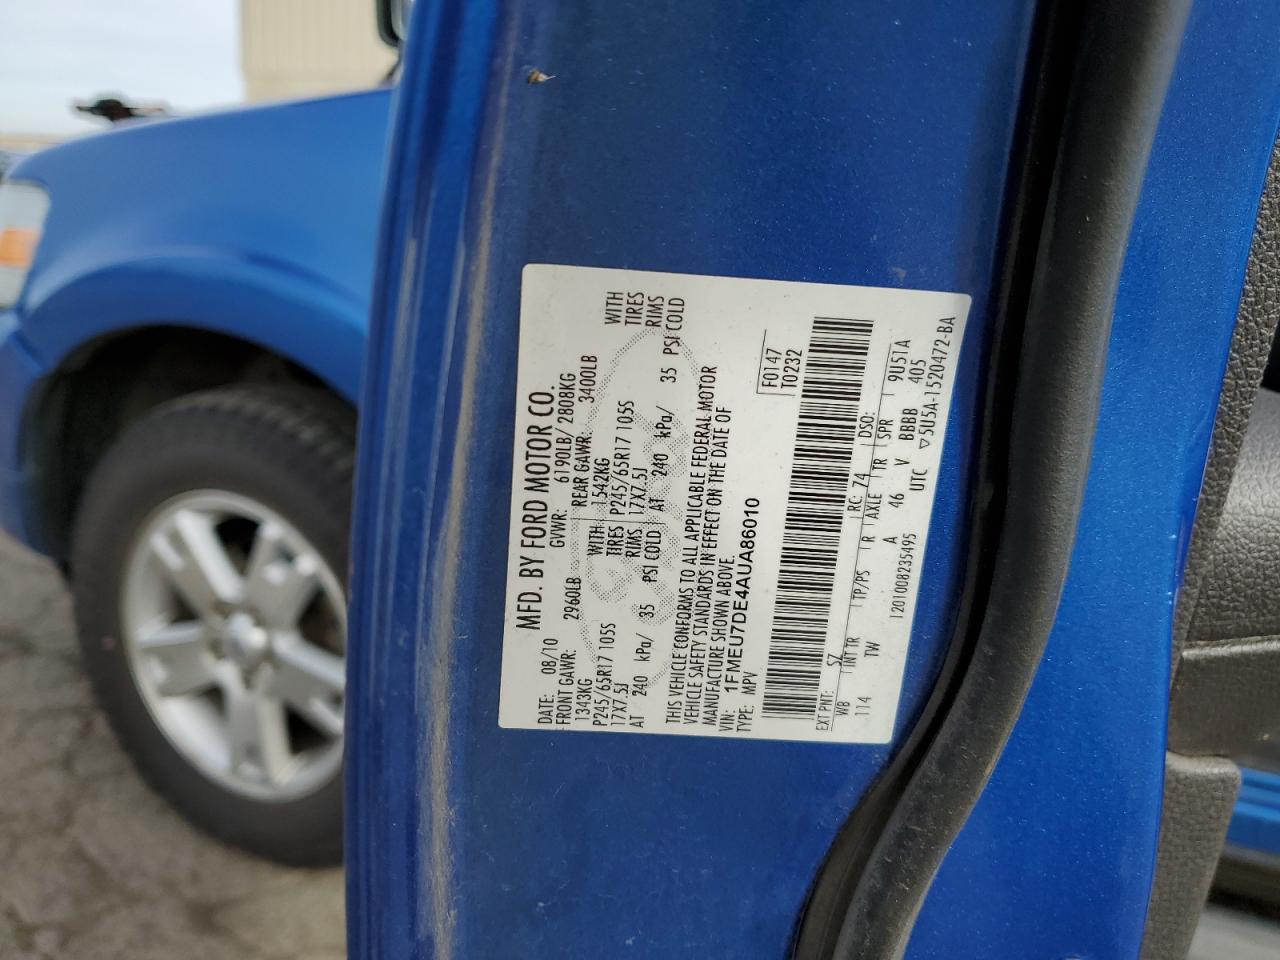 MFD. BY FORD MOTOR CO.
DATE: 08/10 GVWR: 6190LB/ 2808KG
FRONT GAWR: 2960LB REAR GAWR: 3400LB
1343KG WITH 1542KG WITH
P245/65R17 105S TIRES P245/65R17 105S TIRES
17X7.5J RIMS 17X7.5J RIMS
AT 240 kPa/ 35 PSI COLD AT 240 kPa/ 35 PSI COLD
THIS VEHICLE CONFORMS TO ALL APPLICABLE FEDERAL MOTOR
VEHICLE SAFETY STANDARDS IN EFFECT ON THE DATE OF
MANUFACTURE SHOWN ABOVE.
VIN: 1FMEU7DE4AUA86010
TYPE: MPV
F0147
T0232
EXT PNT: SZ RC: 74 DSO:
WB INT TR TP/PS R AXLE TR SPR 9U51A
114 TW A 46 V BBBB 405
1201008235495 UTC ▽5U5A-1520472-BA